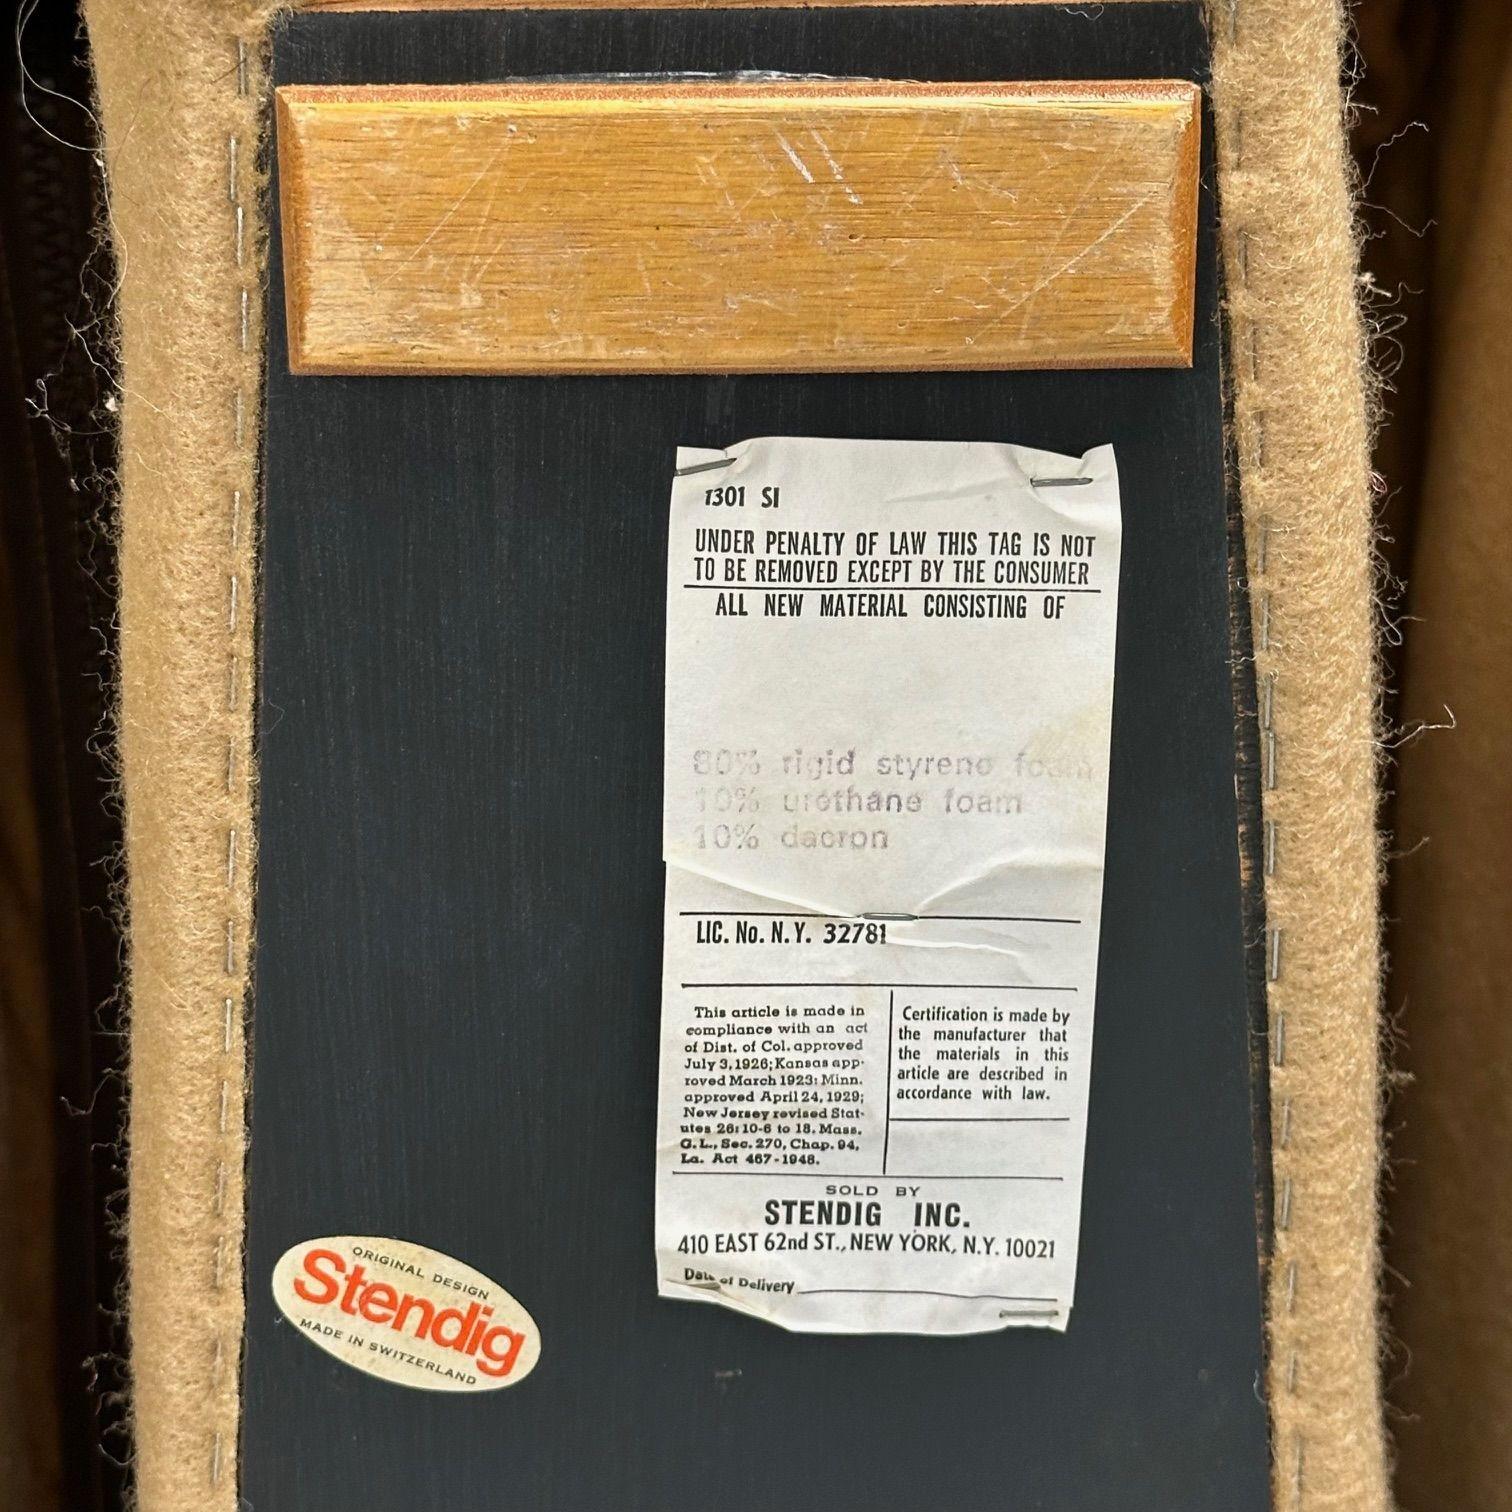 1301 SI
UNDER PENALTY OF LAW THIS TAG IS NOT
TO BE REMOVED EXCEPT BY THE CONSUMER
ALL NEW MATERIAL CONSISTING OF
80% rigid styrene foam
10% urethane foam
10% dacron
LIC. No. N.Y. 32781
This article is made in
compliance with an act
of Dist. of Col. approved
July 3, 1926; Kansas app-
roved March 1923: Minn.
approved April 24, 1929;
New Jersey revised Stat-
utes 26:10-6 to 18. Mass.
G.L., Sec. 270, Chap. 94,
La. Act 467-1948.
Certification is made by
the manufacturer that
the materials in this
article are described in
accordance with law.
SOLD BY
STENDIG INC.
410 EAST 62nd ST., NEW YORK, N.Y. 10021
Date of Delivery
ORIGINAL DESIGN
Stendig
MADE IN SWITZERLAND